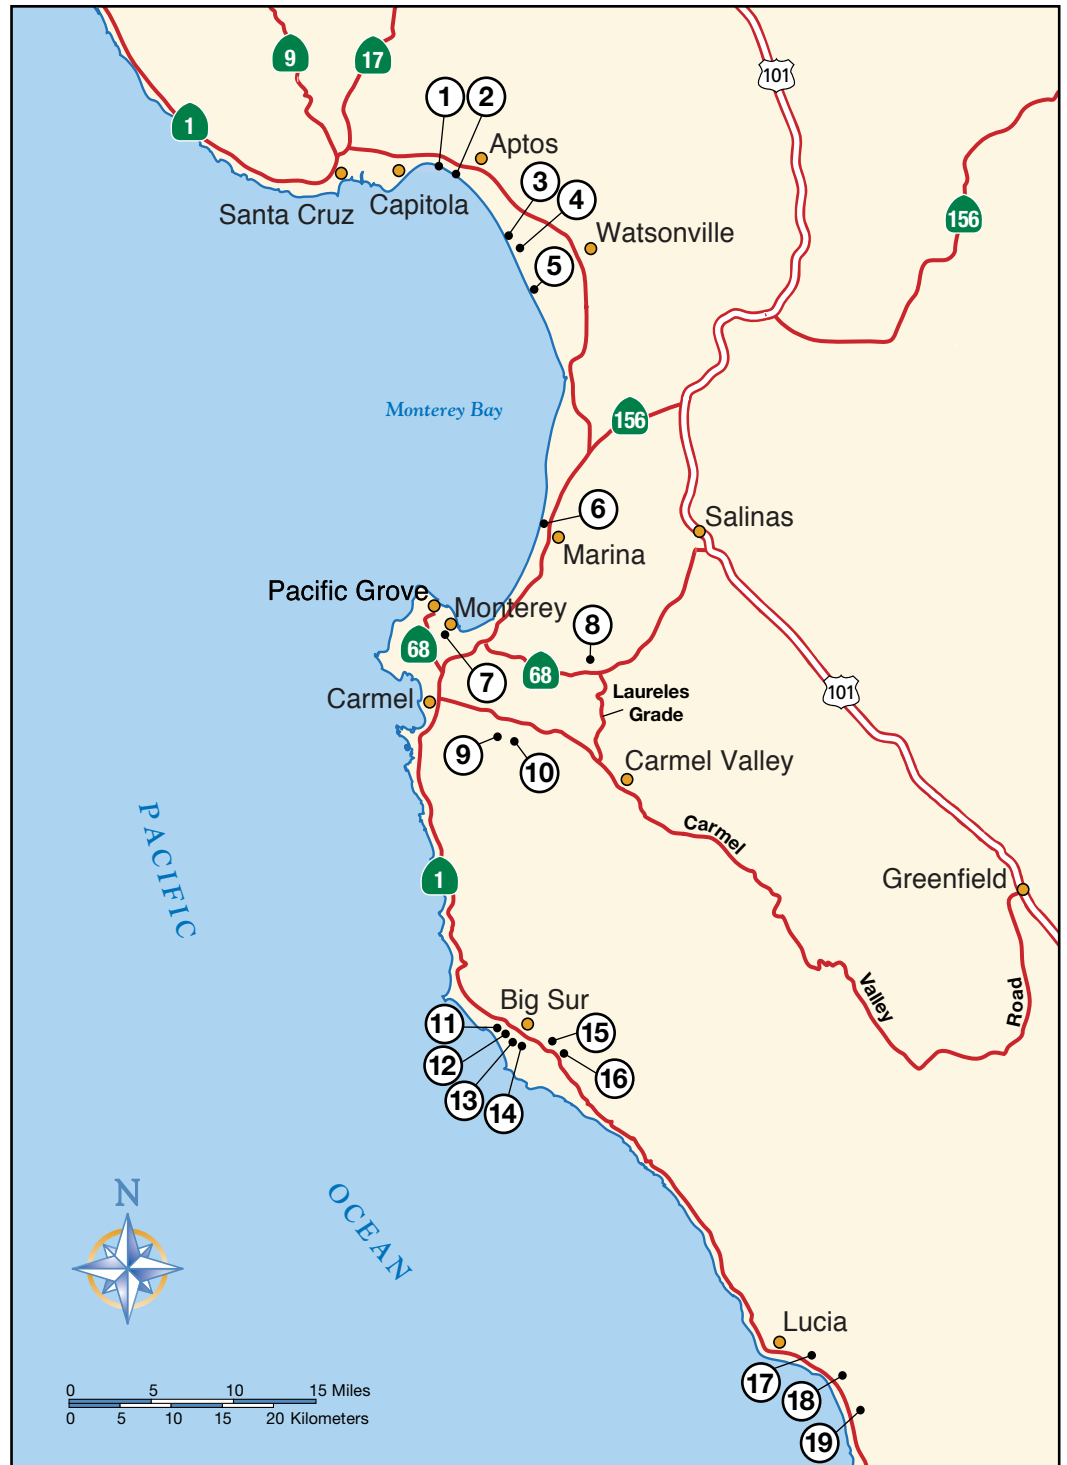 9
17
101
1
2
1
Aptos
3
4
Santa Cruz
Capitola
156
Watsonville
5
Monterey Bay
156
6
Salinas
Marina
Pacific Grove
Monterey
8
68
68
7
Laureles
Grade
101
Carmel
9
10
Carmel Valley
PACIFIC
Carmel
1
Greenfield
Valley
Road
Big Sur
11
15
12
16
13
14
N
OCEAN
Lucia
17
18
19
0 5 10 15 Miles
0 5 10 15 20 Kilometers